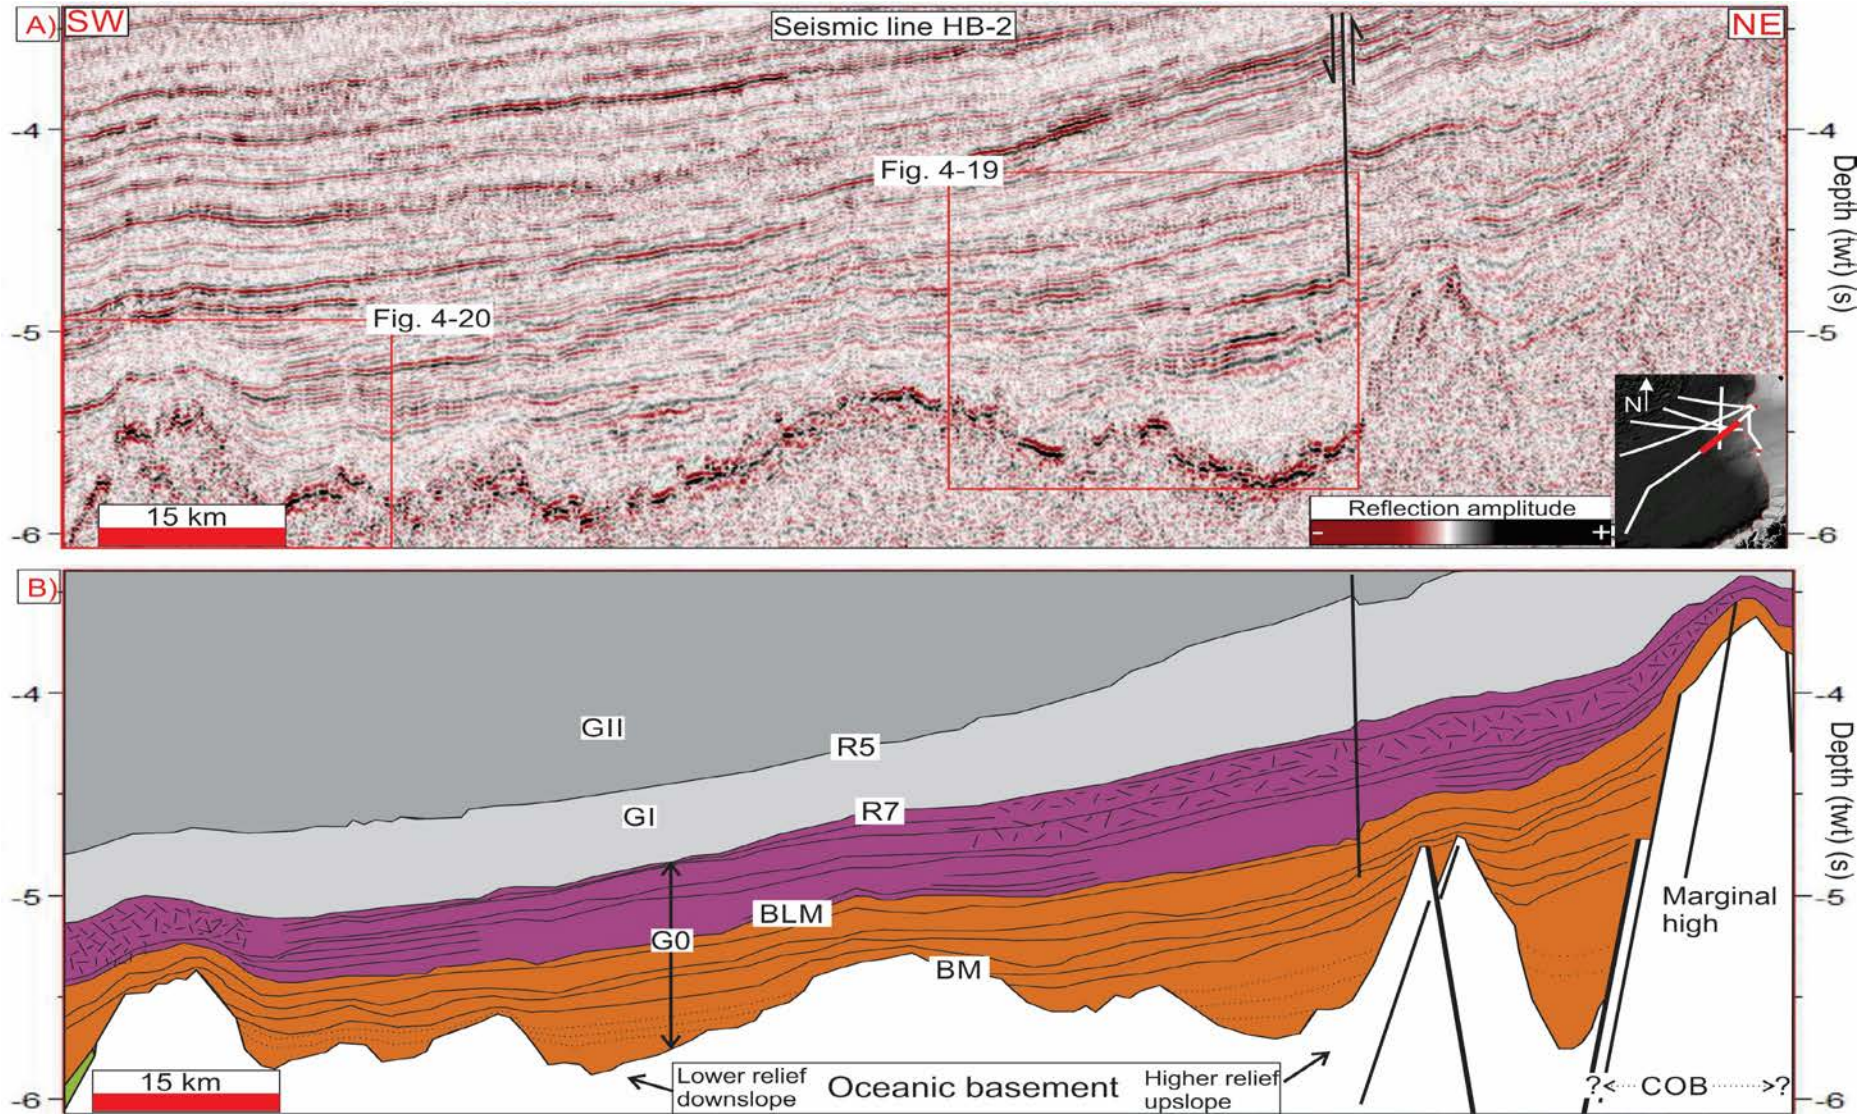 A)
SW
Seismic line HB-2
NE
-4
-4
Fig. 4-19
Depth (twt) (s)
Fig. 4-20
-5
-5
N
15 km
Reflection amplitude
-
+
-6
-6
B)
-4
-4
GII
R5
GI
R7
Depth (twt) (s)
-5
-5
BLM
G0
BM
Marginal
high
15 km
Lower relief
downslope
Oceanic basement
Higher relief
upslope
? COB ?
-6
-6